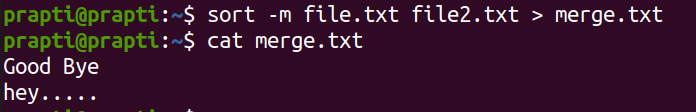 prapti@prapti:~$ sort -m file.txt file2.txt > merge.txt
prapti@prapti:~$ cat merge.txt
Good Bye
hey.....